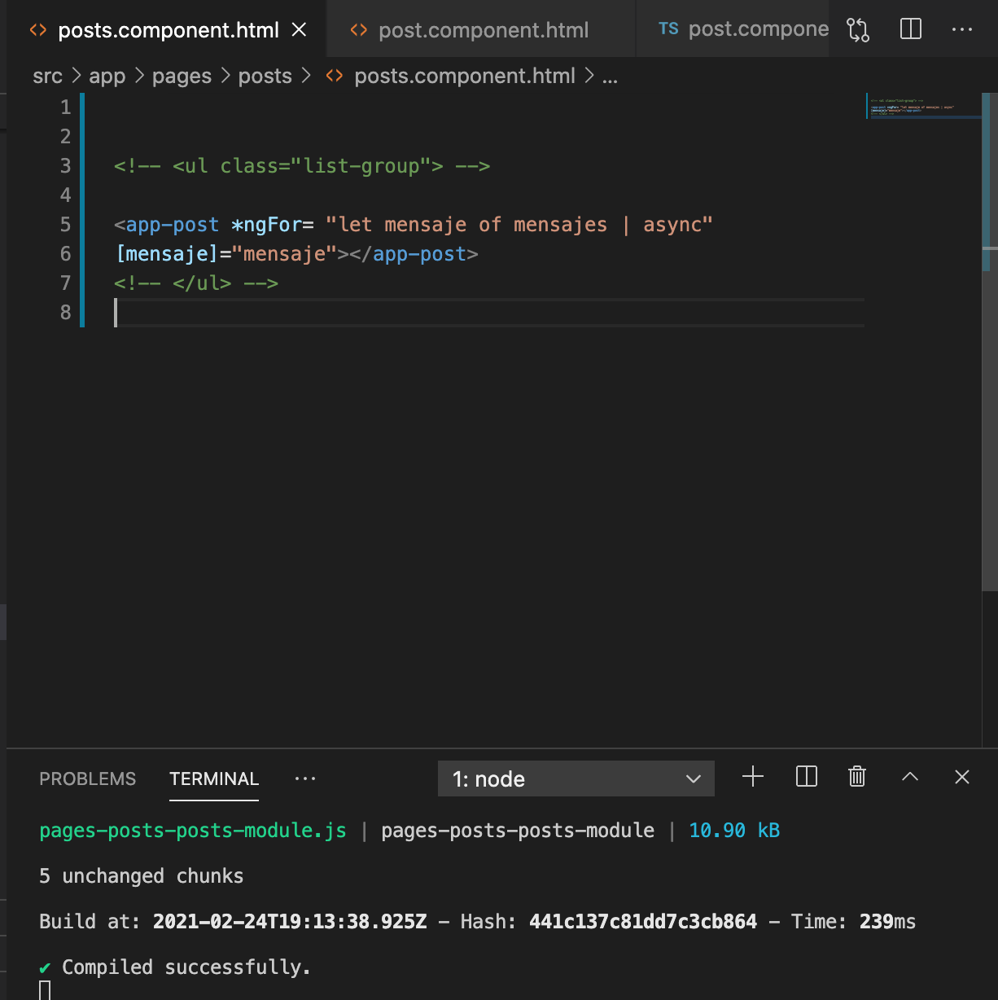 posts.component.html
post.component.html
TS post.compone
src > app > pages > posts > posts.component.html > ...
1
2
3 <!-- <ul class="list-group"> -->
4
5 <app-post *ngFor= "let mensaje of mensajes | async"
6 [mensaje]="mensaje"></app-post>
7 <!-- </ul> -->
8
PROBLEMS TERMINAL ... 1: node
pages-posts-posts-module.js | pages-posts-posts-module | 10.90 kB
5 unchanged chunks
Build at: 2021-02-24T19:13:38.925Z - Hash: 441c137c81dd7c3cb864 - Time: 239ms
✔ Compiled successfully.